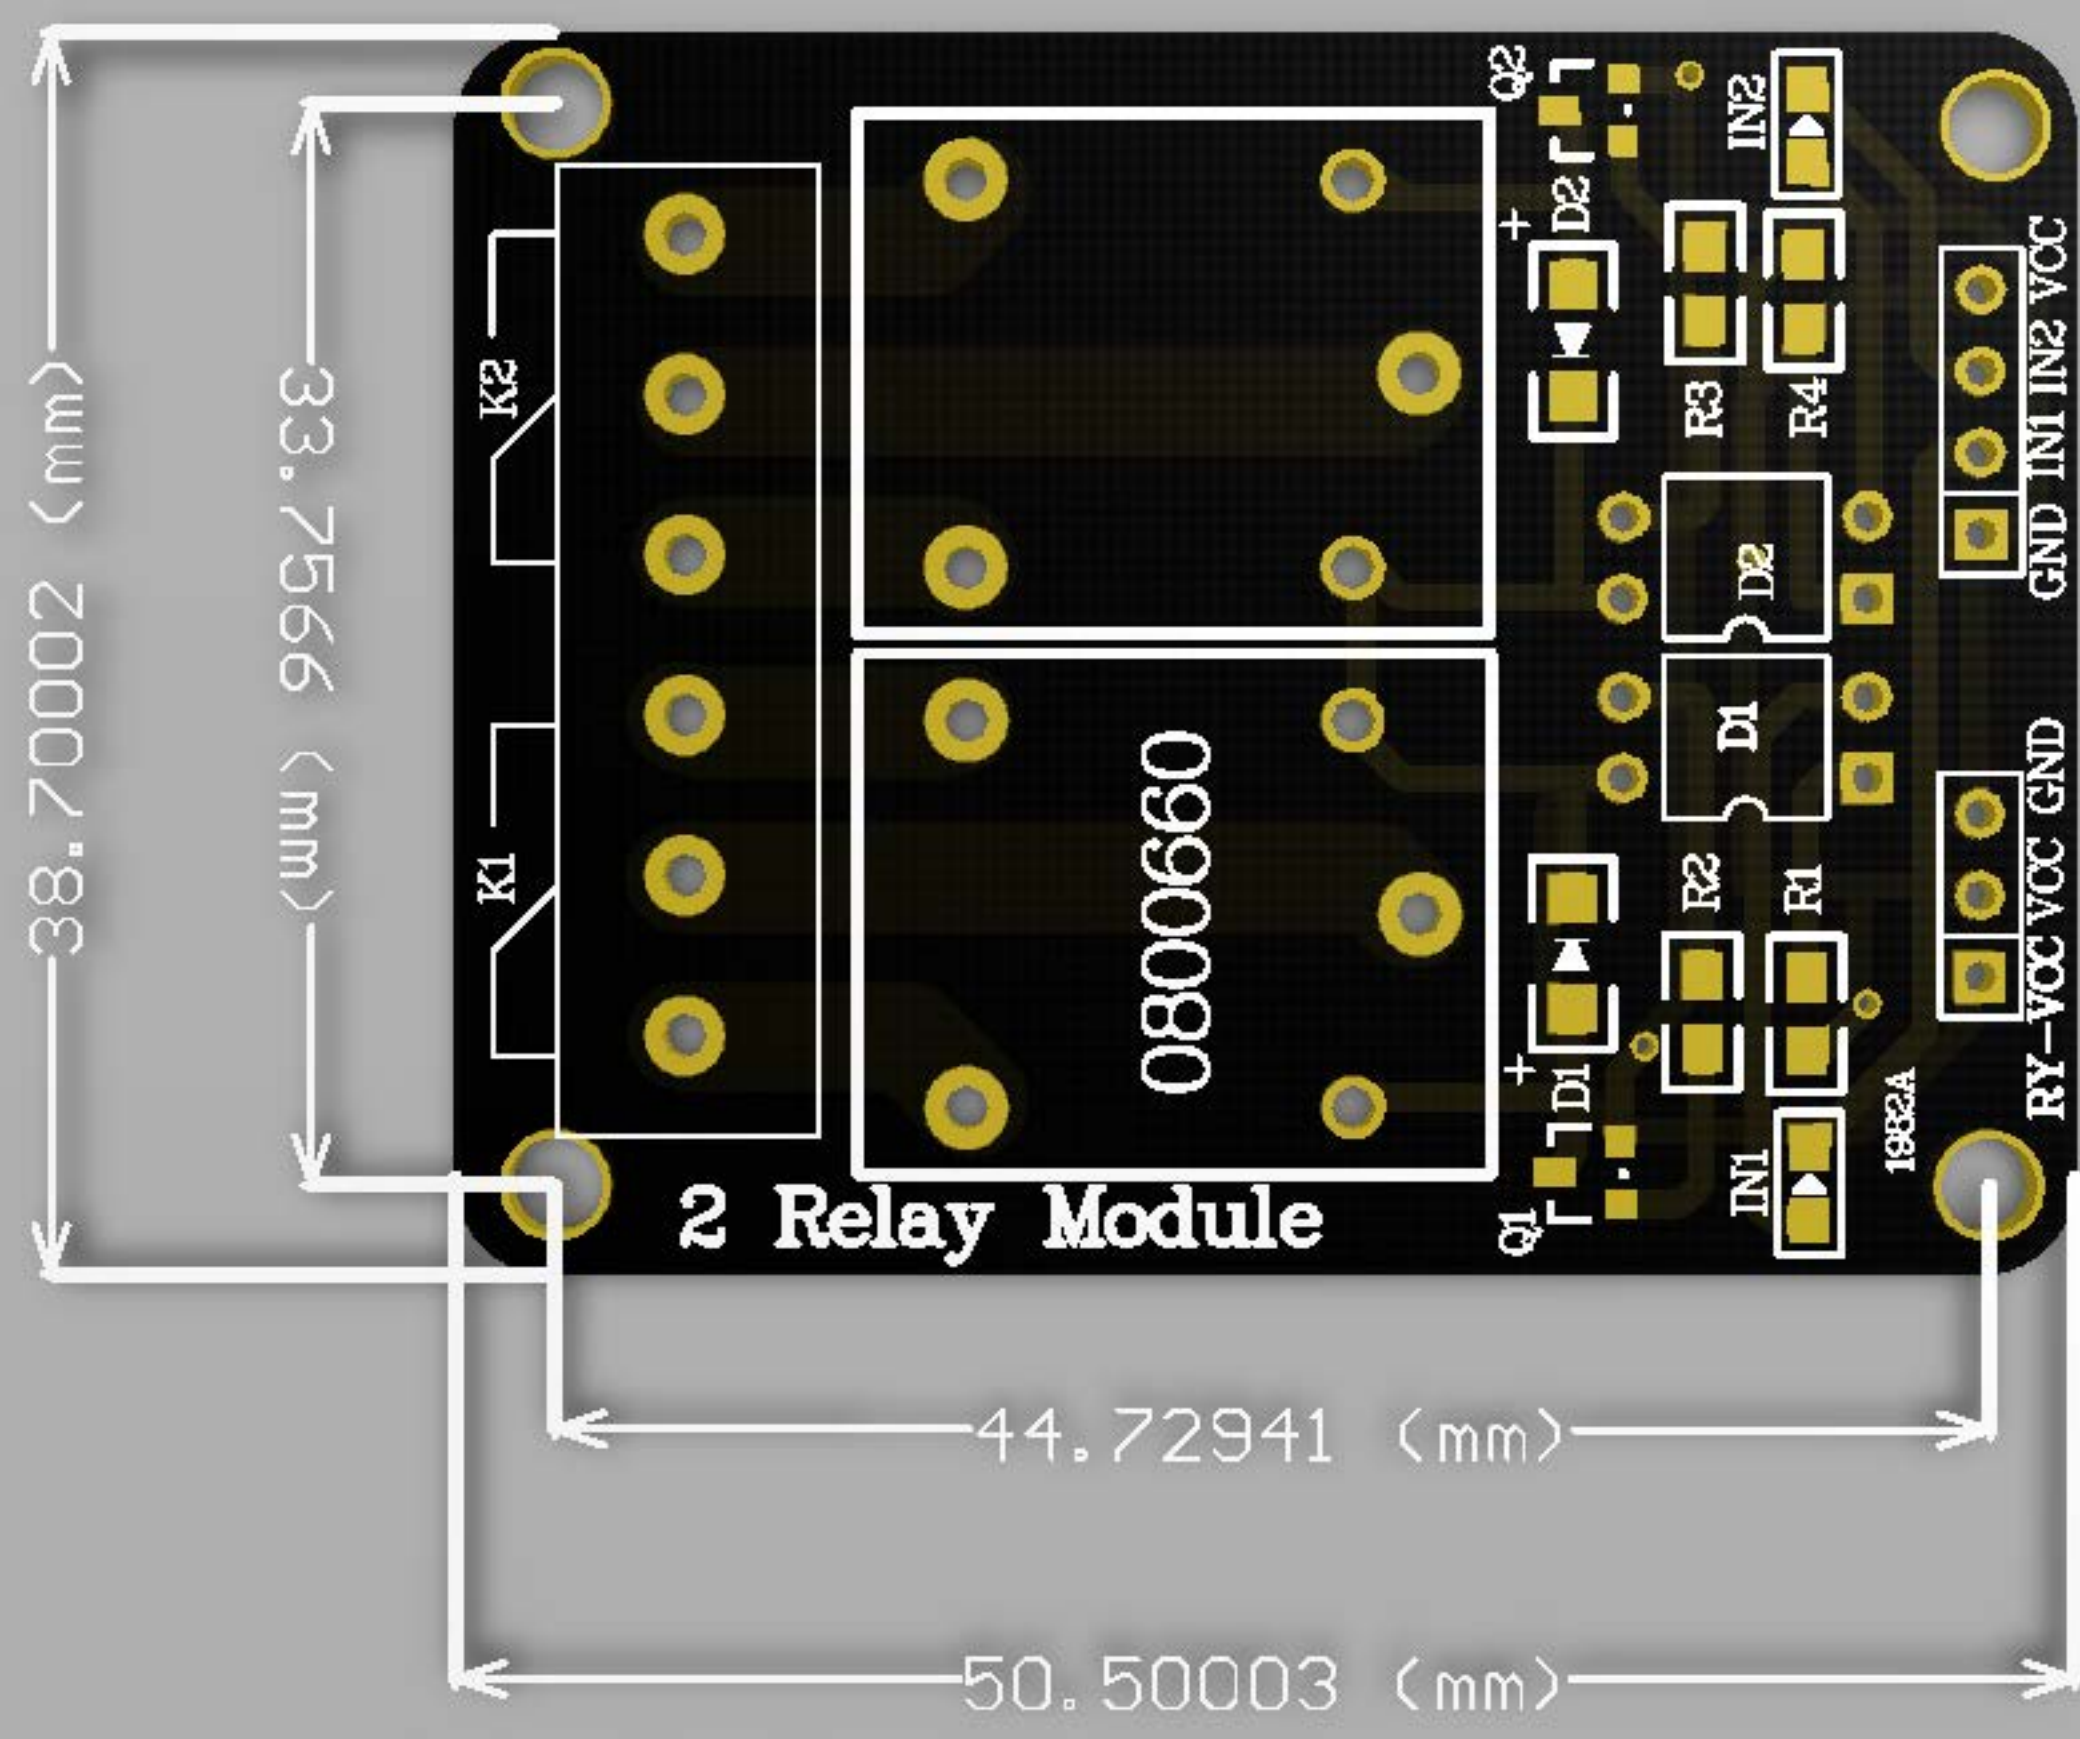 38.70002 (mm)
33.7566 (mm)
K2
K1
Q2
IN2
+
D2
R3
R4
D2
D1
GND IN1 IN2 VCC
RY-VCC VCC GND
0800660
R2
R1
+
D1
Q1
IN1
1982A
2 Relay Module
44.72941 (mm)
50.50003 (mm)